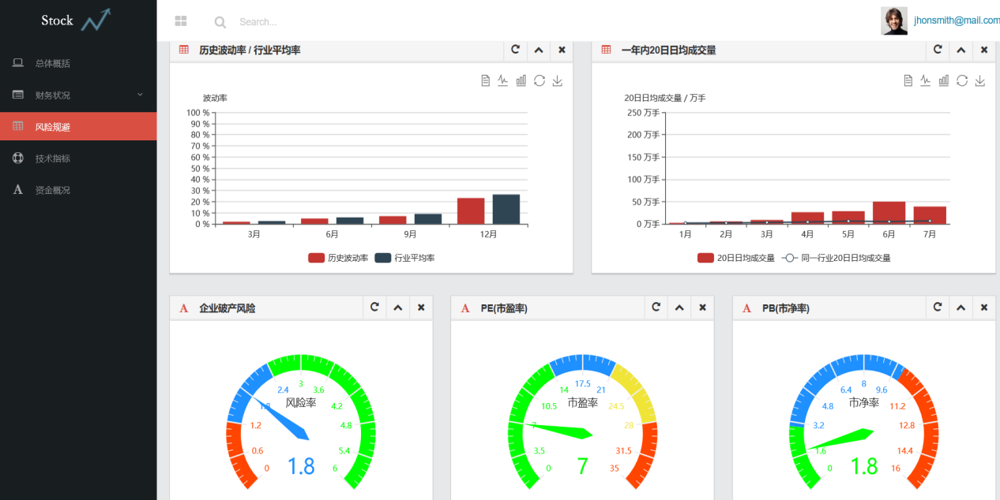 Stock
Search...
jhonsmith@mail.com
总体概括
财务状况
风险规避
技术指标
资金概况
历史波动率 / 行业平均率
波动率
100 %
90 %
80 %
70 %
60 %
50 %
40 %
30 %
20 %
10 %
0 %
3月 6月 9月 12月
历史波动率 行业平均率
一年内20日日均成交量
20日日均成交量 / 万手
250 万手
200 万手
150 万手
100 万手
50 万手
0 万手
1月 2月 3月 4月 5月 6月 7月
20日日均成交量 同一行业20日日均成交量
A 企业破产风险
风险率
0 0.6 1.2 1.8 2.4 3 3.6 4.2 4.8 5.4 6
1.8
A PE(市盈率)
市盈率
0 3.5 7 10.5 14 17.5 21 24.5 28 31.5 35
7
A PB(市净率)
市净率
0 1.6 3.2 4.8 6.4 8 9.6 11.2 12.8 14.4 16
1.8